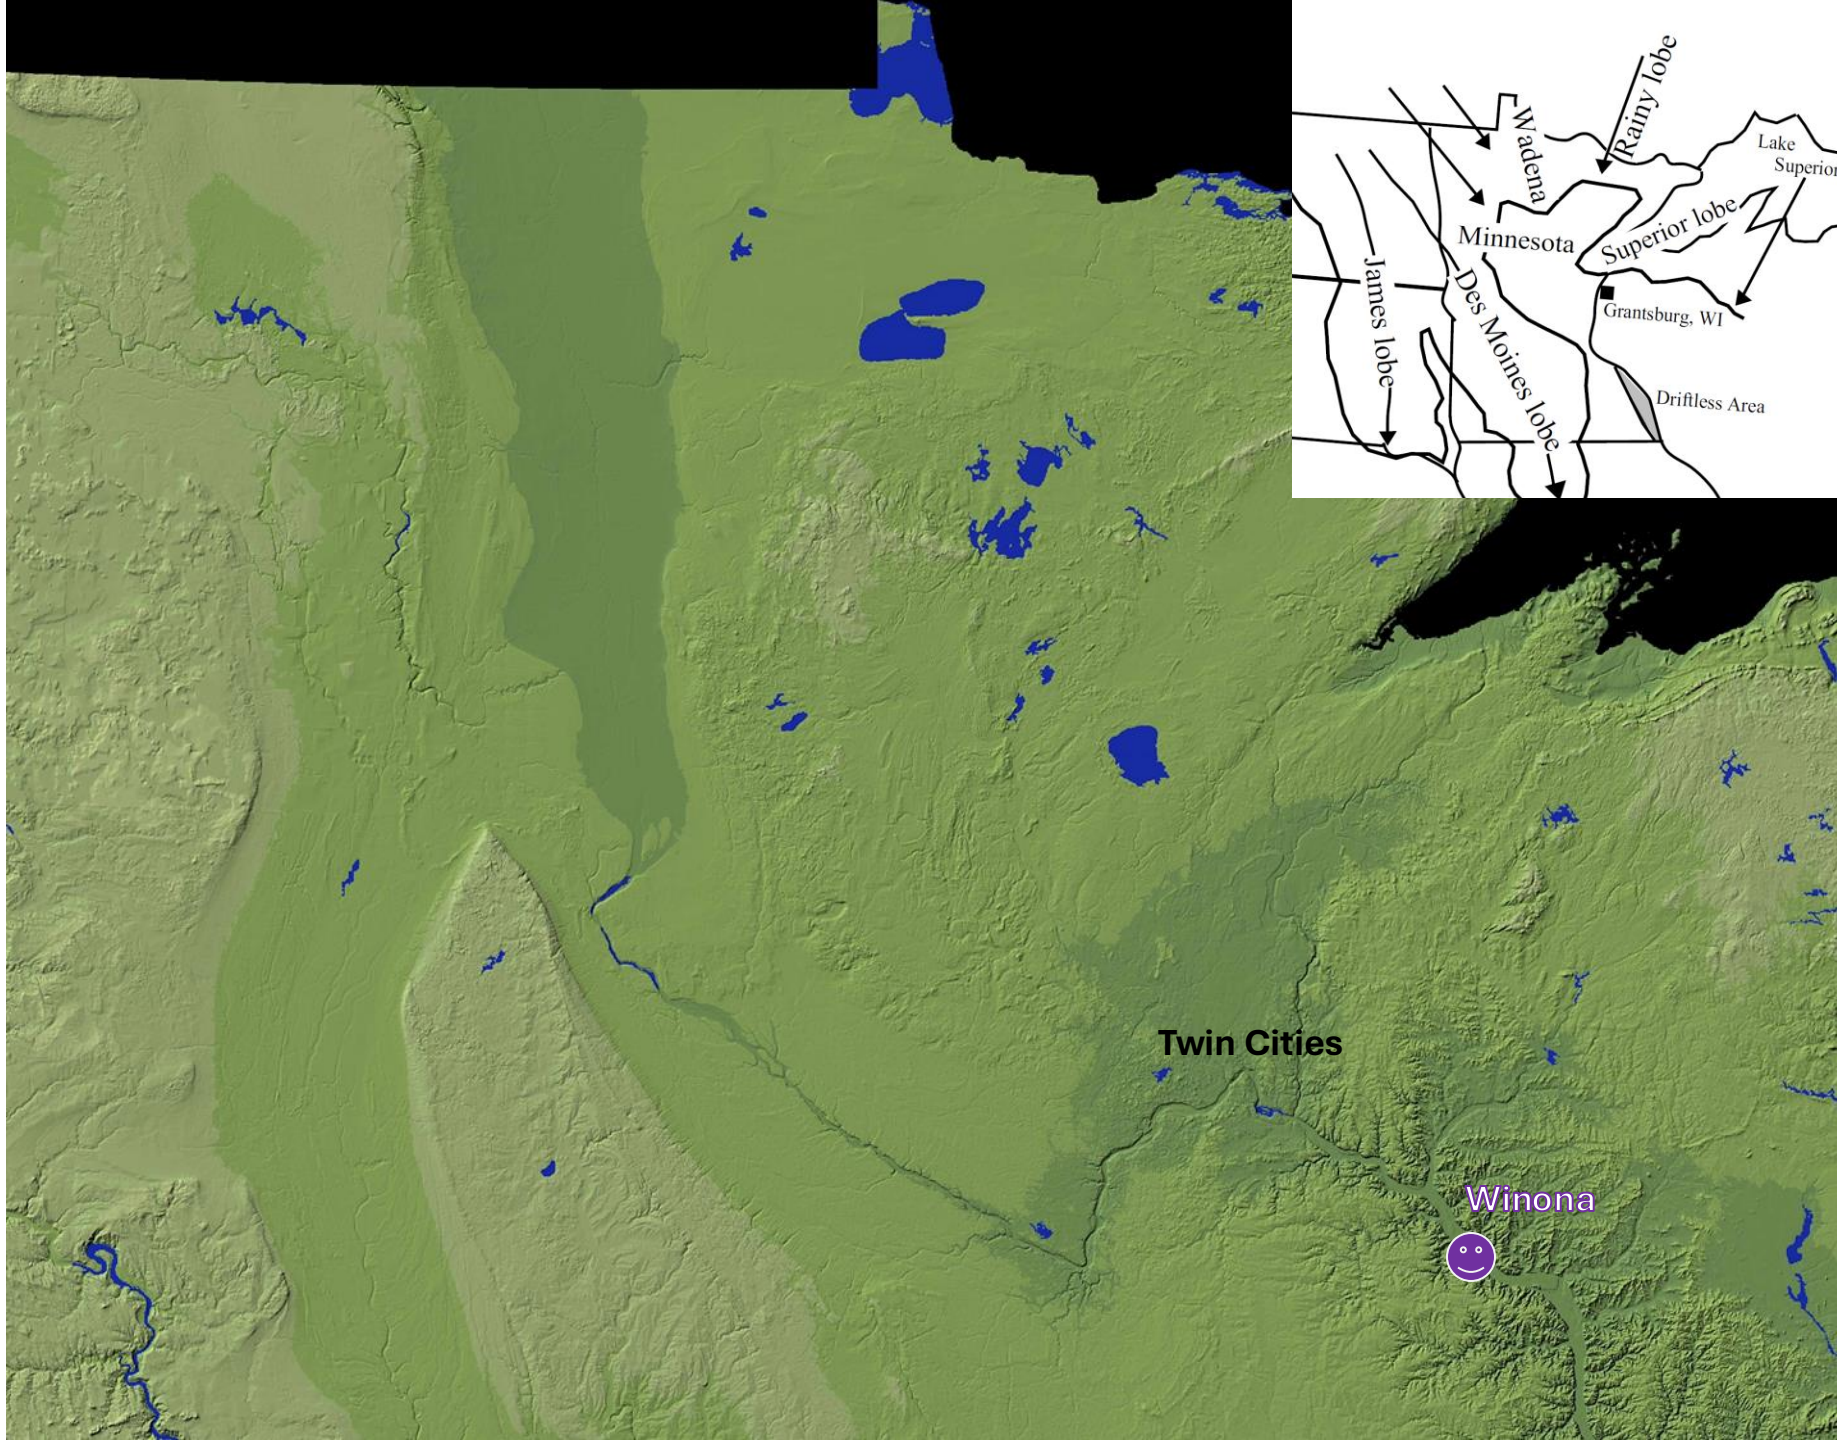 Rainy lobe
Wadena
Lake
Superior
Superior lobe
Minnesota
James lobe
Des Moines lobe
Grantsburg, WI
Driftless Area
Twin Cities
Winona